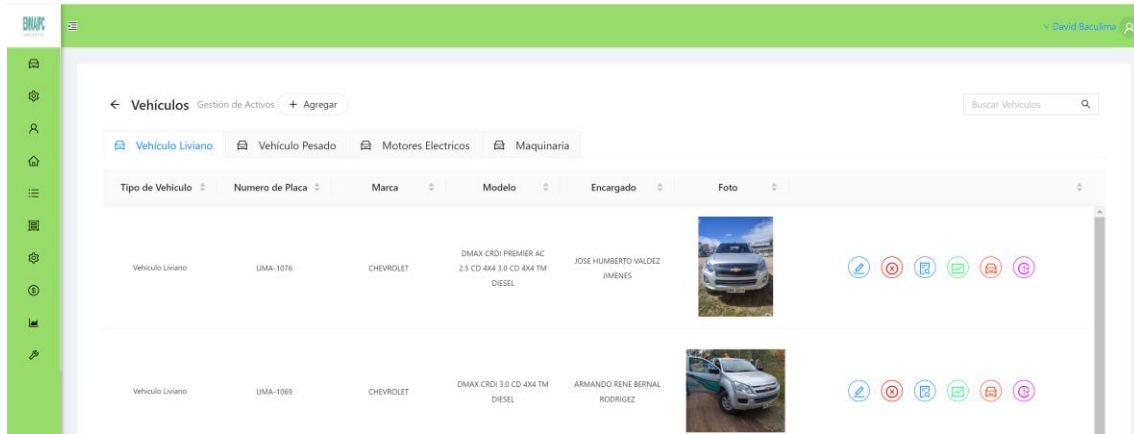 EMAPC
David Baculima
Vehículos Gestión de Activos + Agregar
Buscar Vehículos
Vehículo Liviano Vehículo Pesado Motores Electricos Maquinaria
Tipo de Vehiculo Numero de Placa Marca Modelo Encargado Foto
Vehiculo Liviano UMA-1076 CHEVROLET DMAX CRDI PREMIER AC
2.5 CD 4X4 3.0 CD 4X4 TM
DIESEL
JOSE HUMBERTO VALDEZ
JIMENES
Vehiculo Liviano UMA-1069 CHEVROLET DMAX CRDI 3.0 CD 4X4 TM
DIESEL
ARMANDO RENE BERNAL
RODRIGEZ